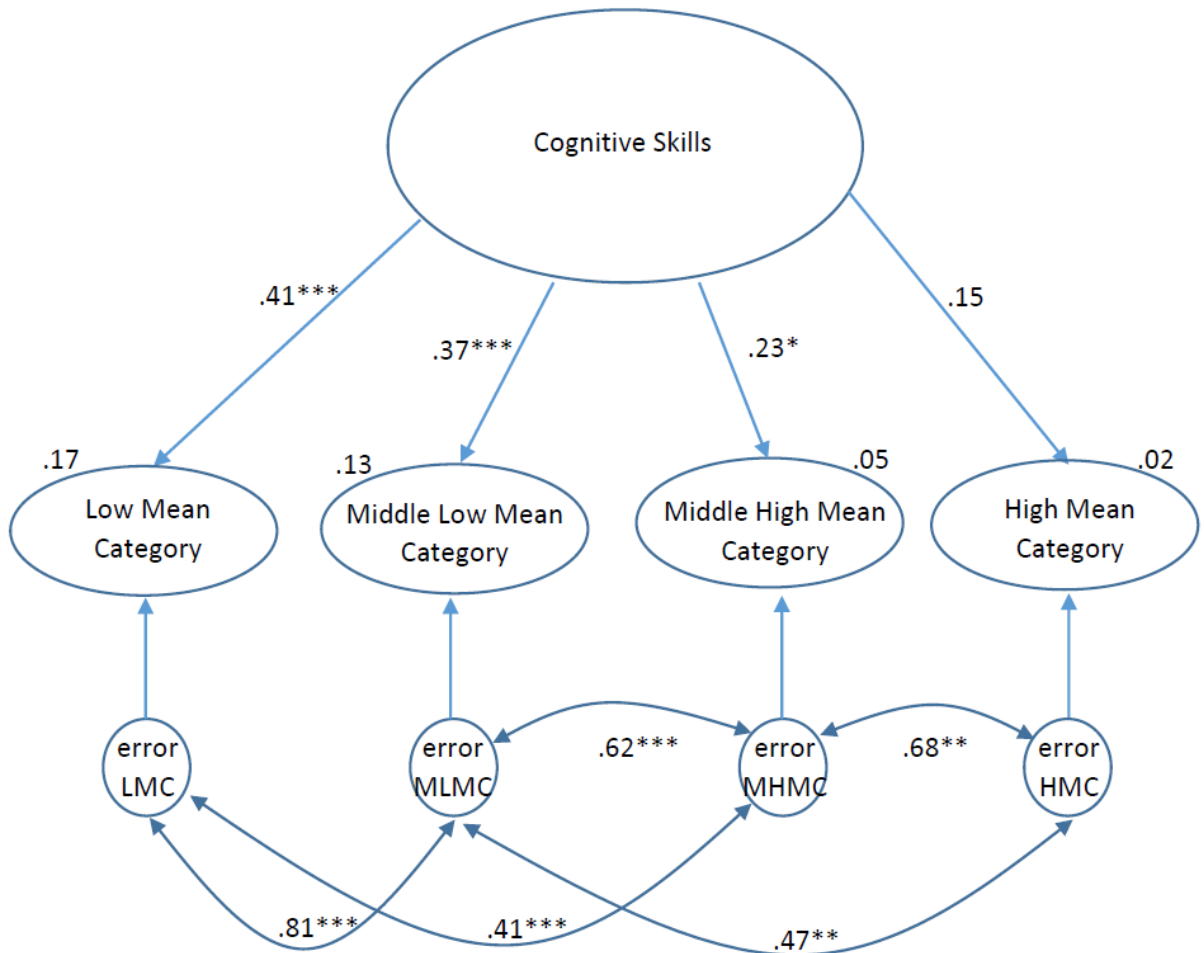 Cognitive Skills
.41***
.37***
.23*
.15
.17
.13
.05
.02
Low Mean
Category
Middle Low Mean
Category
Middle High Mean
Category
High Mean
Category
error
LMC
error
MLMC
error
MHMC
error
HMC
.62***
.68**
.81***
.41***
.47**